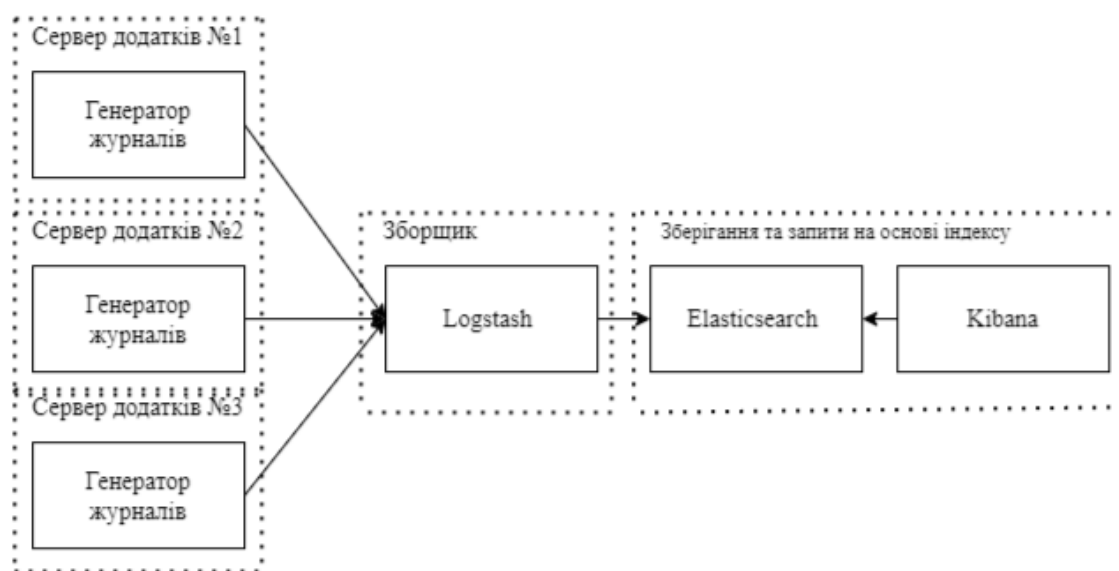 Сервер додатків №1
Генератор
журналів
Сервер додатків №2
Генератор
журналів
Сервер додатків №3
Генератор
журналів
Зборщик
Logstash
Зберігання та запити на основі індексу
Elasticsearch
Kibana